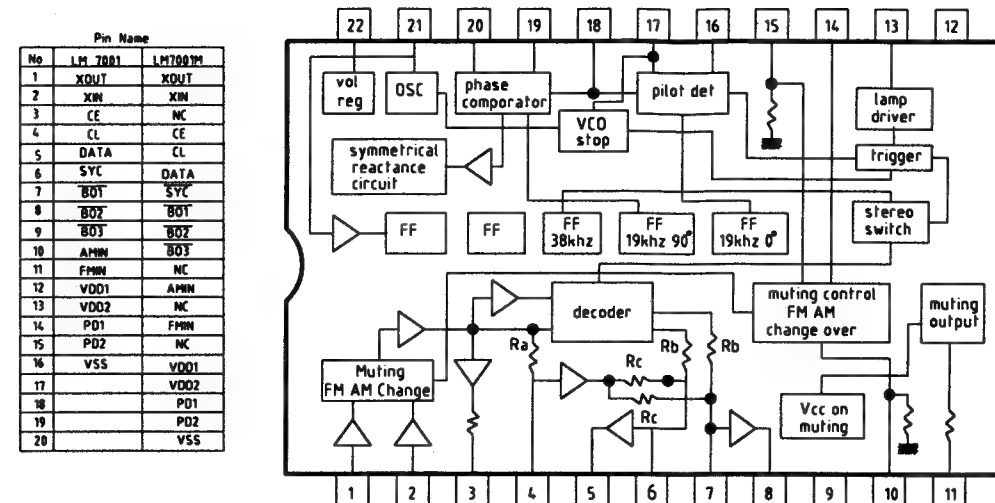 Pin Name
No LM 7001 LM7001M
1 XOUT XOUT
2 XIN XIN
3 CE NC
4 CL CE
5 DATA CL
6 SYC DATA
7 BO1 SYC
8 BO2 BO1
9 BO3 BO2
10 AMIN BO3
11 FMIN NC
12 VDD1 AMIN
13 VDD2 NC
14 PD1 FMIN
15 PD2 NC
16 VSS VDD1
17 VDD2
18 PD1
19 PD2
20 VSS
22 21 20 19 18 17 16 15 14 13 12
vol
reg
OSC
phase
comporator
pilot det
lamp
driver
VCO
stop
trigger
symmetrical
reactance
circuit
FF
FF
FF
38khz
FF
19khz 90°
FF
19khz 0°
stereo
switch
decoder
muting control
FM AM
change over
muting
output
Ra
Rb
Rb
Rc
Rc
Muting
FM AM Change
Vcc on
muting
1 2 3 4 5 6 7 8 9 10 11